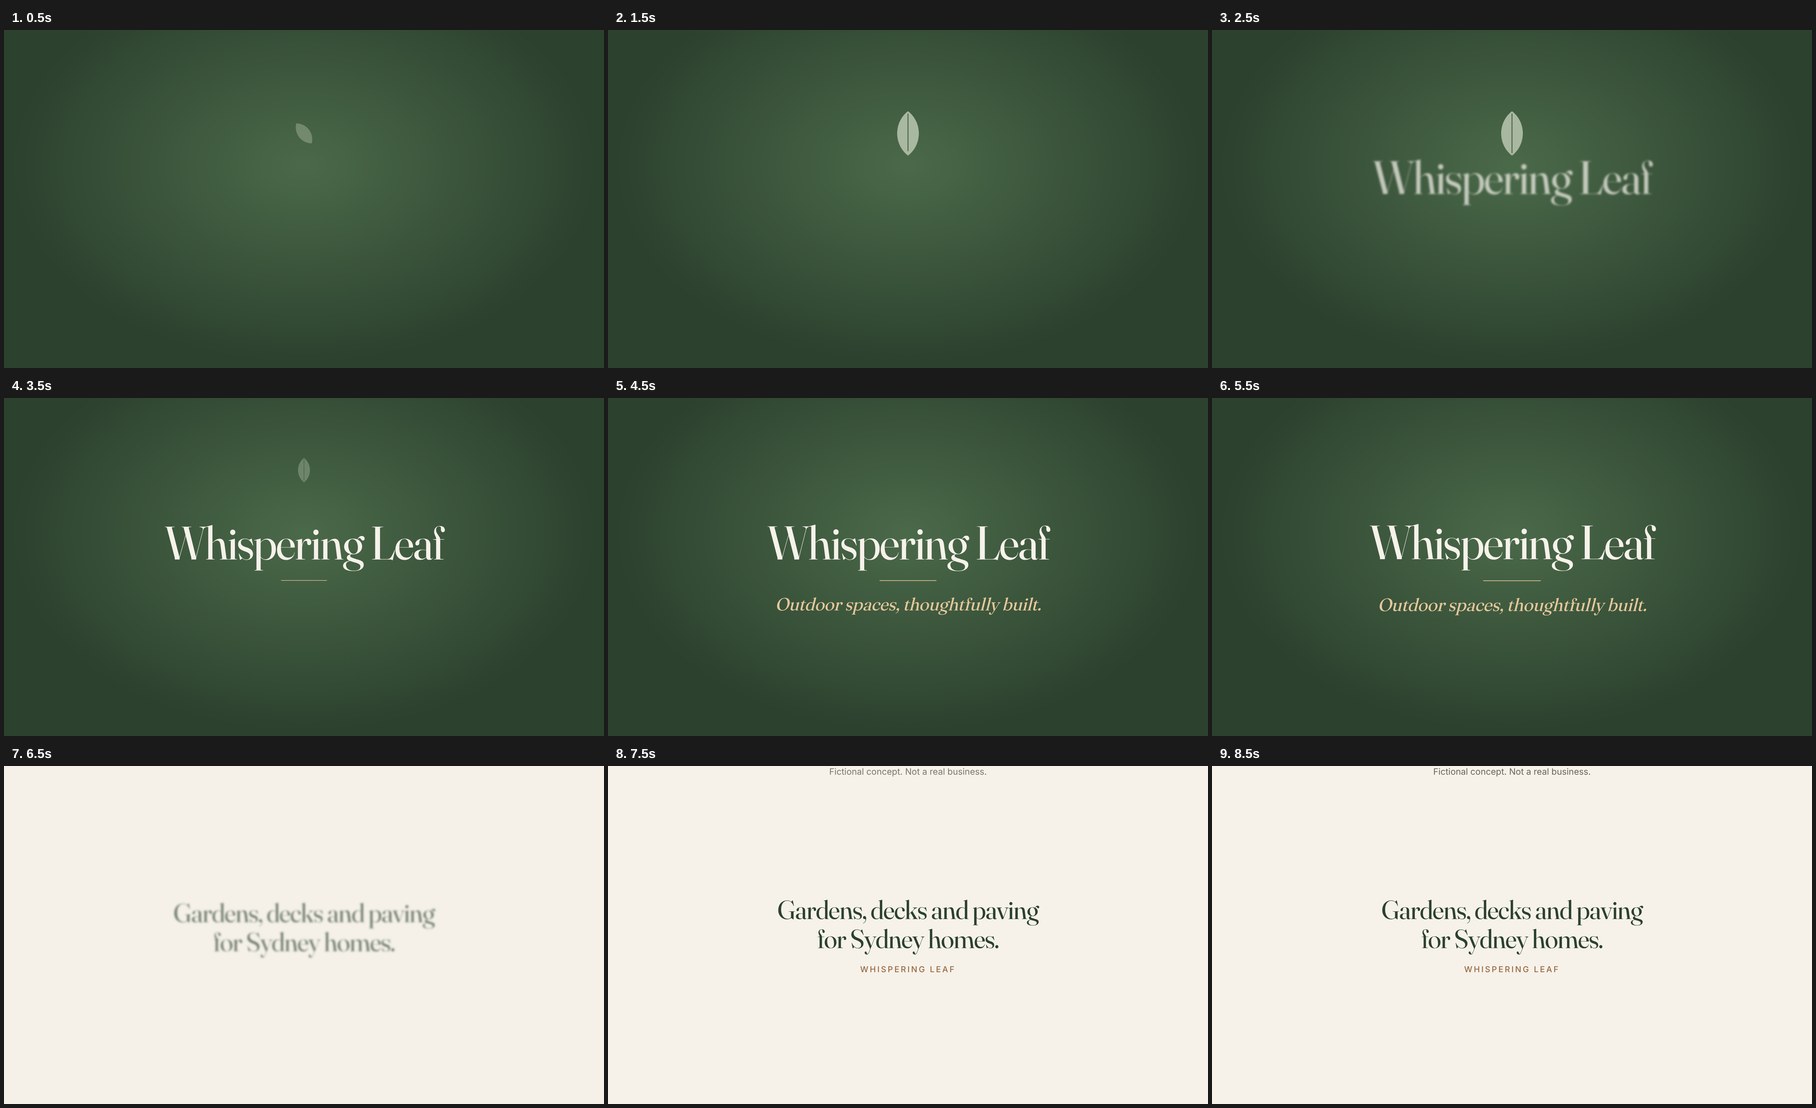 1. 0.5s
2. 1.5s
3. 2.5s
Whispering Leaf
4. 3.5s
Whispering Leaf
5. 4.5s
Whispering Leaf
Outdoor spaces, thoughtfully built.
6. 5.5s
Whispering Leaf
Outdoor spaces, thoughtfully built.
7. 6.5s
Gardens, decks and paving
for Sydney homes.
8. 7.5s
Fictional concept. Not a real business.
Gardens, decks and paving
for Sydney homes.
WHISPERING LEAF
9. 8.5s
Fictional concept. Not a real business.
Gardens, decks and paving
for Sydney homes.
WHISPERING LEAF